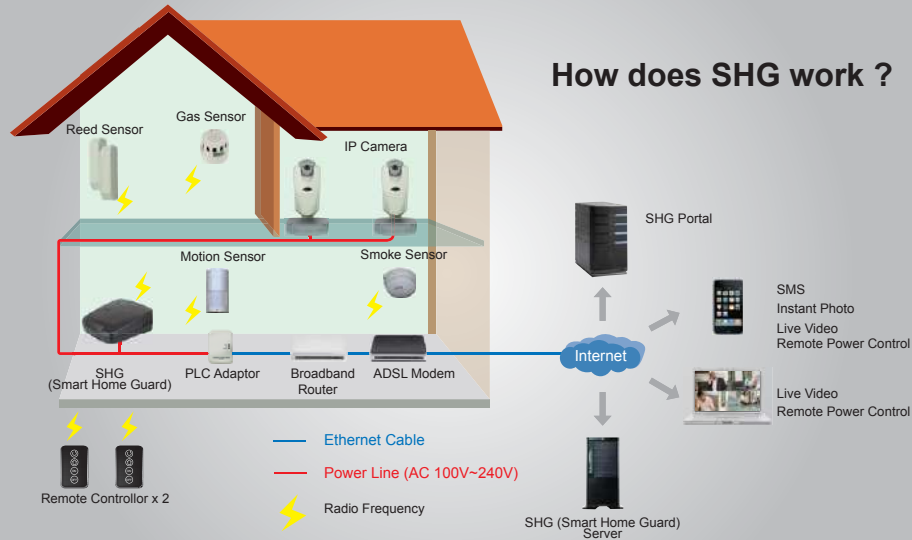 How does SHG work ?
Gas Sensor
Reed Sensor
IP Camera
SHG Portal
Motion Sensor
Smoke Sensor
SMS
Instant Photo
Live Video
Remote Power Control
Internet
SHG
(Smart Home Guard)
PLC Adaptor
Broadband
Router
ADSL Modem
Live Video
Remote Power Control
Ethernet Cable
Power Line (AC 100V~240V)
Radio Frequency
Remote Controllor x 2
SHG (Smart Home Guard)
Server